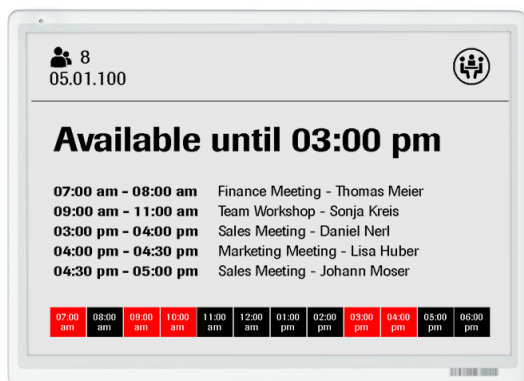 8
05.01.100
Available until 03:00 pm
07:00 am - 08:00 am Finance Meeting - Thomas Meier
09:00 am - 11:00 am Team Workshop - Sonja Kreis
03:00 pm - 04:00 pm Sales Meeting - Daniel Nerl
04:00 pm - 04:30 pm Marketing Meeting - Lisa Huber
04:30 pm - 05:00 pm Sales Meeting - Johann Moser
07:00 08:00 09:00 10:00 11:00 12:00 01:00 02:00 03:00 04:00 05:00 06:00
am am am am am am pm pm pm pm pm pm